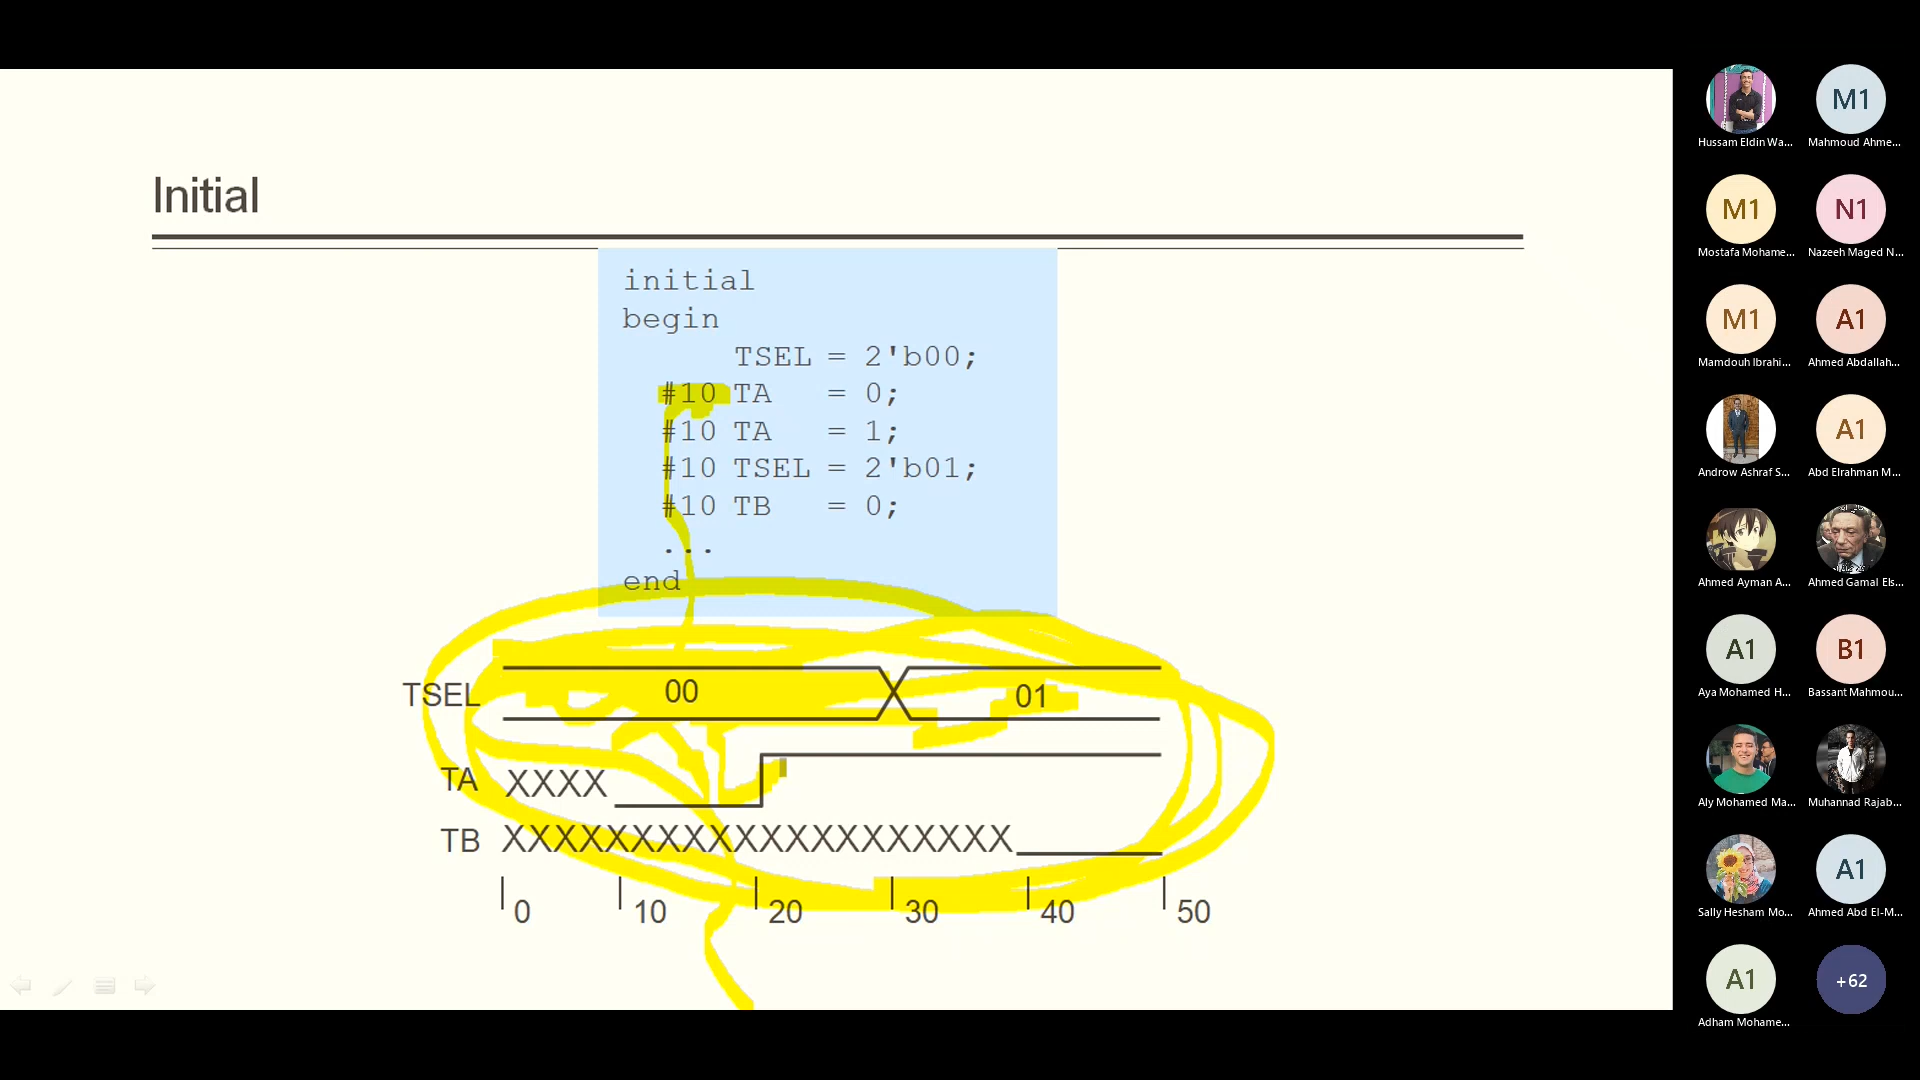 Initial
initial
begin
TSEL = 2'b00;
#10 TA = 0;
#10 TA = 1;
#10 TSEL = 2'b01;
#10 TB = 0;
...
end
TSEL 00 01
TA XXXX
TB XXXXXXXXXXXXXXXXXXXX
0 10 20 30 40 50
Hussam Eldin Wa...
M1
Mahmoud Ahme...
M1
Mostafa Mohame...
N1
Nazeeh Maged N...
M1
Mamdouh Ibrahi...
A1
Ahmed Abdallah...
Androw Ashraf S...
A1
Abd Elrahman M...
Ahmed Ayman A...
Ahmed Gamal Els...
A1
Aya Mohamed H...
B1
Bassant Mahmou...
Aly Mohamed Ma...
Muhannad Rajab...
Sally Hesham Mo...
A1
Ahmed Abd El-M...
A1
Adham Mohame...
+62